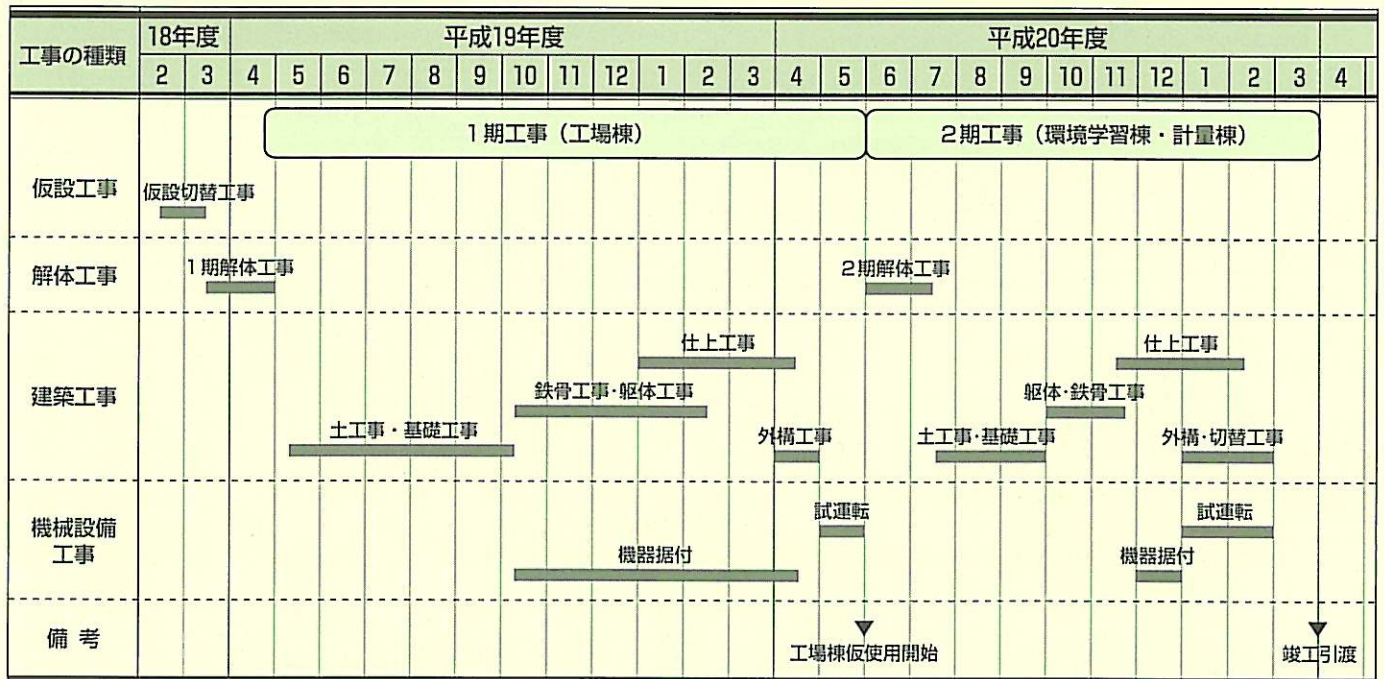 工事の種類
18年度 平成19年度 平成20年度
2 3 4 5 6 7 8 9 10 11 12 1 2 3 4 5 6 7 8 9 10 11 12 1 2 3 4
1期工事(工場棟) 2期工事(環境学習棟・計量棟)
仮設工事
仮設切替工事
解体工事
1期解体工事 2期解体工事
建築工事
仕上工事 仕上工事
鉄骨工事・躯体工事 躯体・鉄骨工事
土工事・基礎工事 外構工事 土工事・基礎工事 外構・切替工事
機械設備
工事
試運転 試運転
機器据付 機器据付
備考
工場棟仮使用開始 竣工引渡